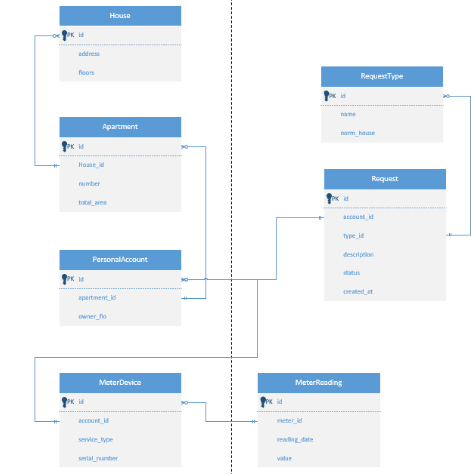 House
PK id
address
floors
Apartment
PK id
House_id
number
total_area
PersonalAccount
PK id
apartment_id
owner_fio
MeterDevice
PK id
account_id
service_type
serial_number
RequestType
PK id
name
norm_house
Request
PK id
account_id
type_id
description
status
created_at
MeterReading
PK id
meter_id
reading_date
value